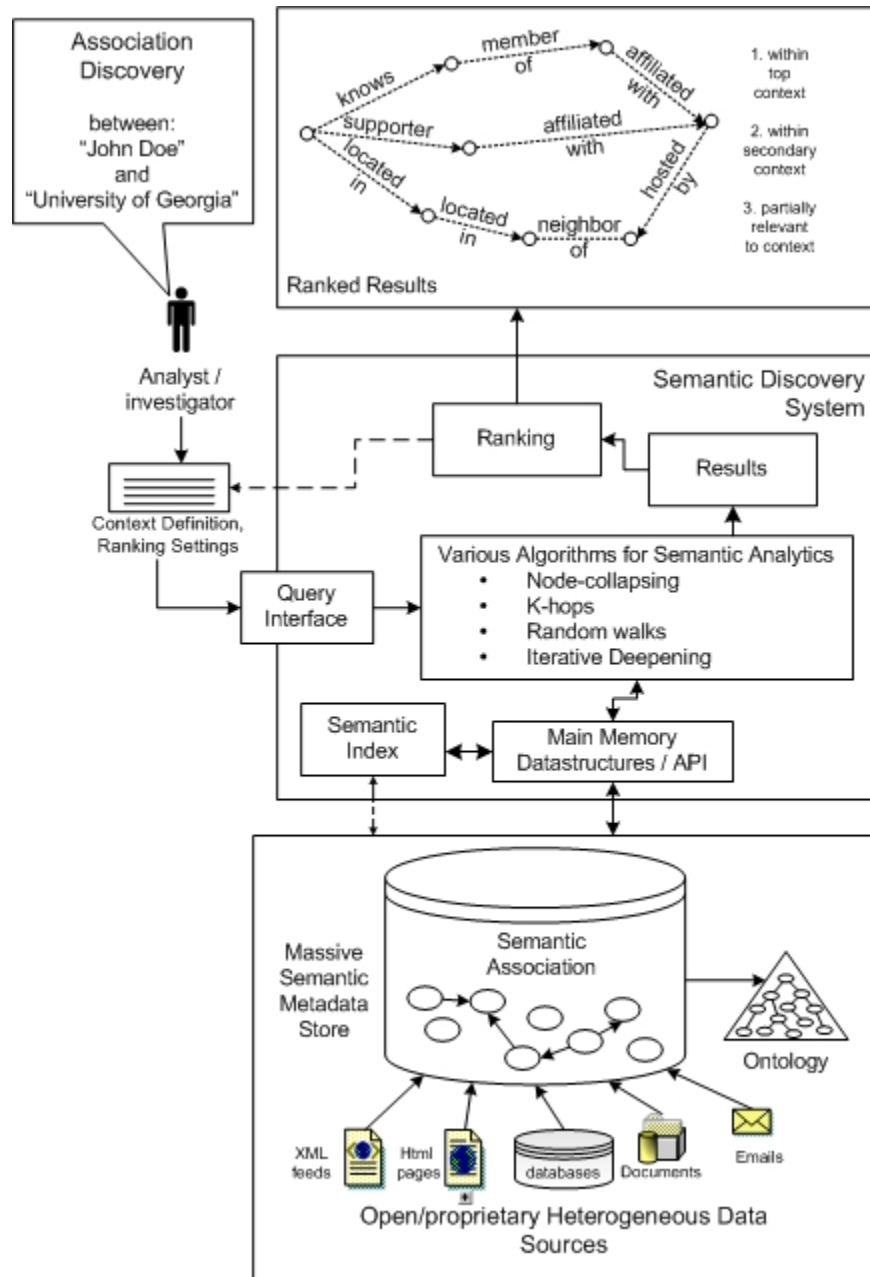 Association
Discovery
between:
"John Doe"
and
"University of Georgia"
knows
member
of
affiliated
with
supporter
affiliated
with
located
in
located
in
neighbor
of
hosted
by
1. within
top
context
2. within
secondary
context
3. partially
relevant
to context
Ranked Results
Analyst /
investigator
Context Definition,
Ranking Settings
Semantic Discovery
System
Ranking
Results
Query
Interface
Various Algorithms for Semantic Analytics
• Node-collapsing
• K-hops
• Random walks
• Iterative Deepening
Semantic
Index
Main Memory
Datastructures / API
Massive
Semantic
Metadata
Store
Semantic
Association
Ontology
XML
feeds
Html
pages
databases
Documents
Emails
Open/proprietary Heterogeneous Data
Sources